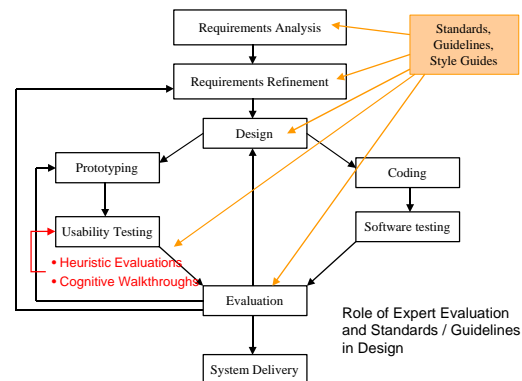 Requirements Analysis
Standards,
Guidelines,
Style Guides
Requirements Refinement
Design
Prototyping
Coding
Usability Testing
Software testing
• Heuristic Evaluations
• Cognitive Walkthroughs
Evaluation
Role of Expert Evaluation
and Standards / Guidelines
in Design
System Delivery